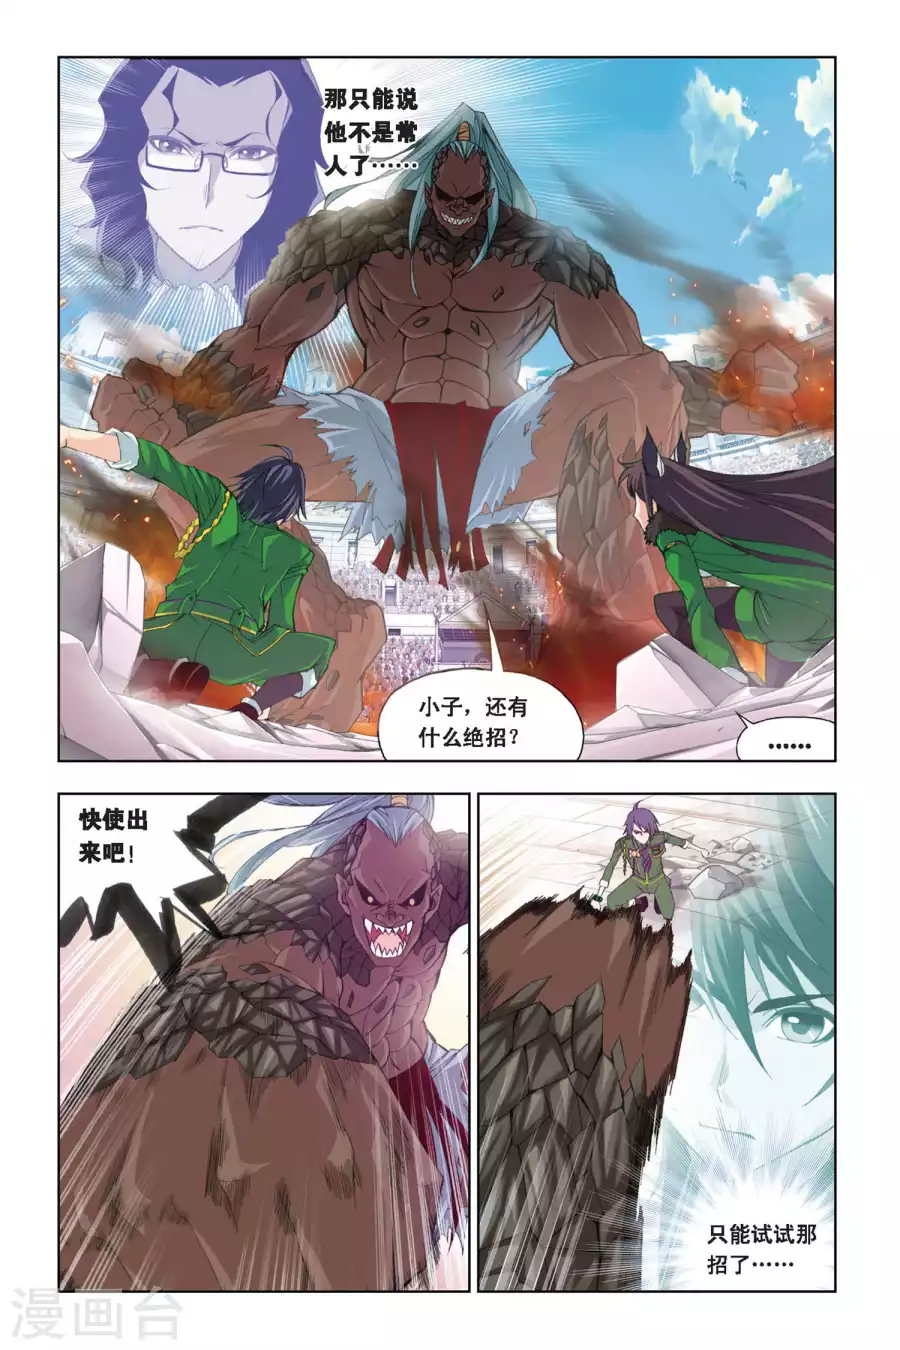 那只能说
他不是常
人了……
小子，还有
什么绝招？
……
快使出
来吧！
只能试试那
招了……
漫画台